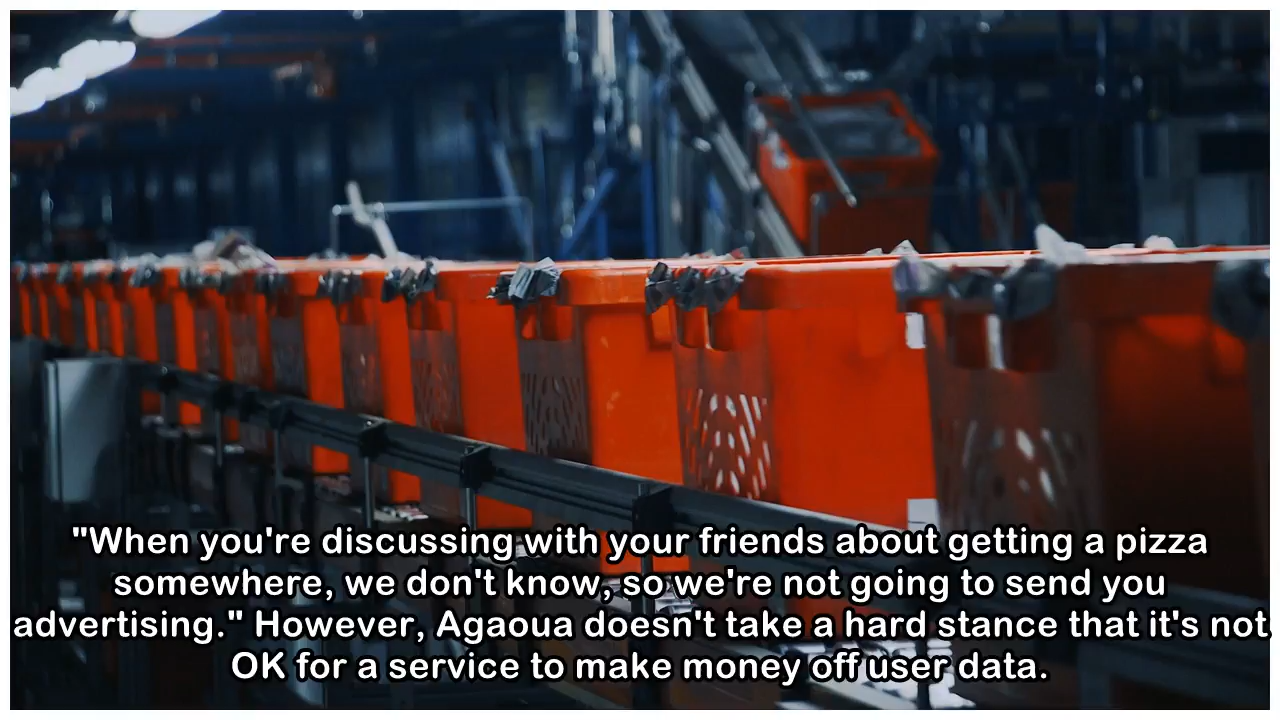 "When you're discussing with your friends about getting a pizza
somewhere, we don't know, so we're not going to send you
advertising." However, Agaoua doesn't take a hard stance that it's not
OK for a service to make money off user data.